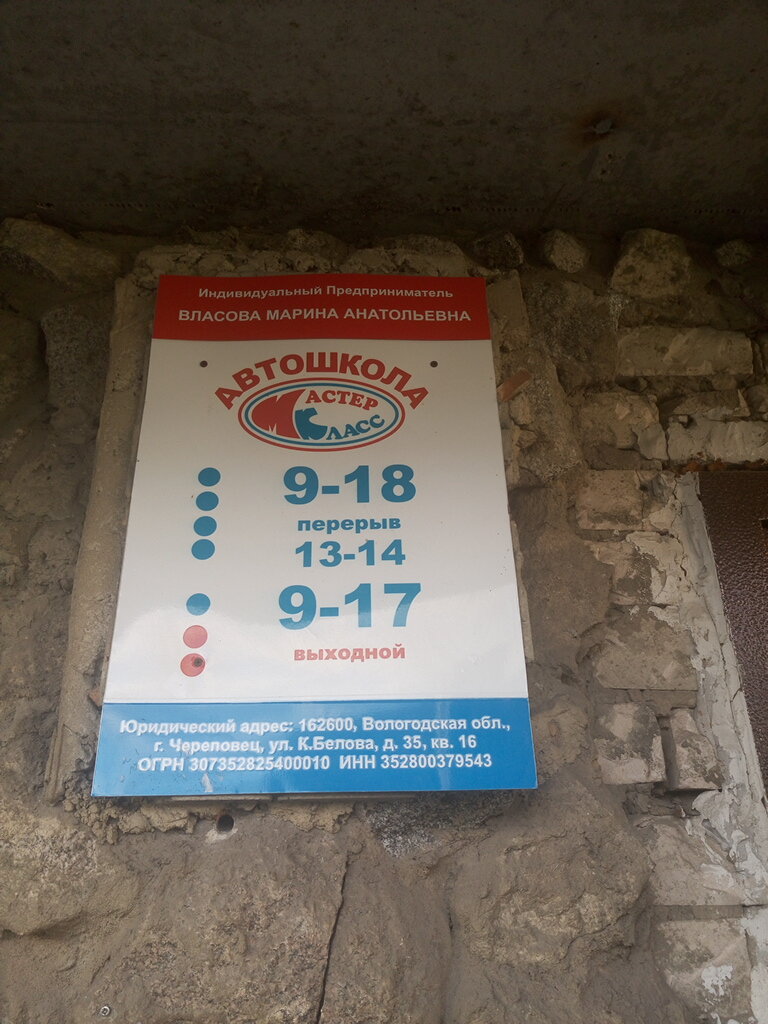 Индивидуальный Предприниматель
ВЛАСОВА МАРИНА АНАТОЛЬЕВНА
АВТОШКОЛА
МАСТЕР
КЛАСС
9-18
перерыв
13-14
9-17
выходной
Юридический адрес: 162600, Вологодская обл.,
г. Череповец, ул. К.Белова, д. 35, кв. 16
ОГРН 307352825400010 ИНН 352800379543